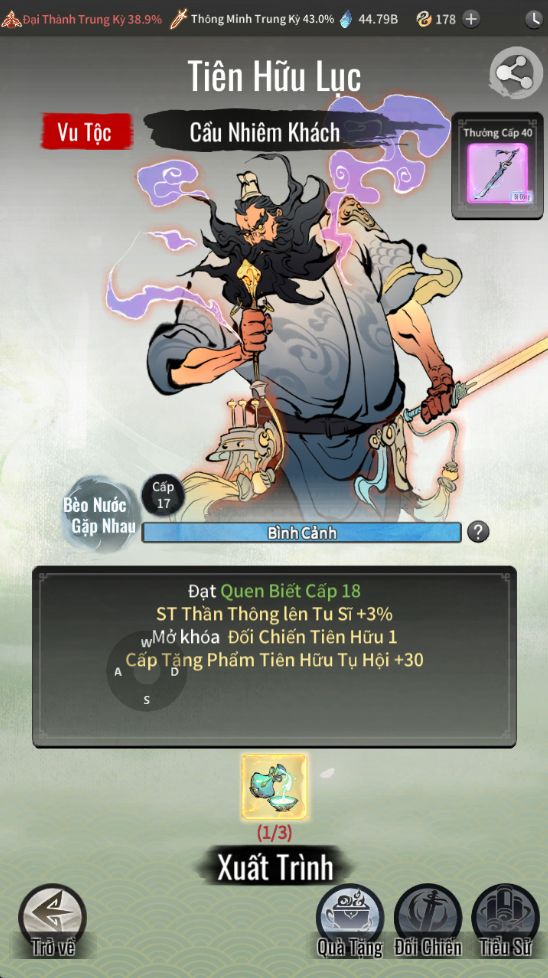 Đại Thành Trung Kỳ 38.9%
Thông Minh Trung Kỳ 43.0%
44.79B
178
Tiên Hữu Lục
Vu Tộc
Cầu Nhiêm Khách
Thưởng Cấp 40
Cấp
17
Bèo Nước
Gặp Nhau
Bình Cảnh
?
Đạt Quen Biết Cấp 18
ST Thần Thông lên Tu Sĩ +3%
Mở khóa Đối Chiến Tiên Hữu 1
Cấp Tặng Phẩm Tiên Hữu Tụ Hội +30
W
A
D
S
(1/3)
Xuất Trình
Trở về
Quà Tặng
Đối Chiến
Tiểu Sử